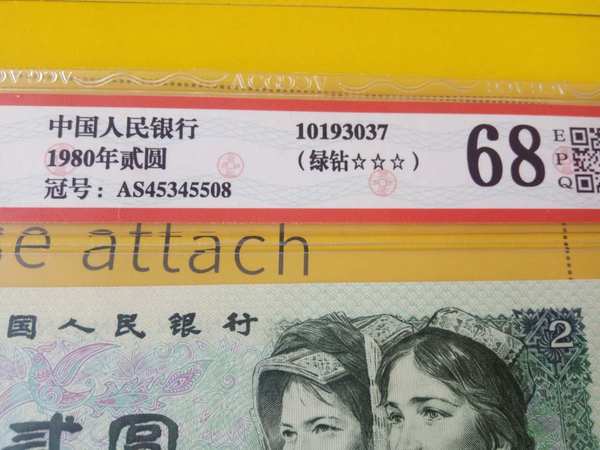 中国人民银行 10193037
1980年贰圆 （绿钻☆☆☆）
冠号：AS45345508
68 EPQ
se attach
国人民银行
2
贰圆